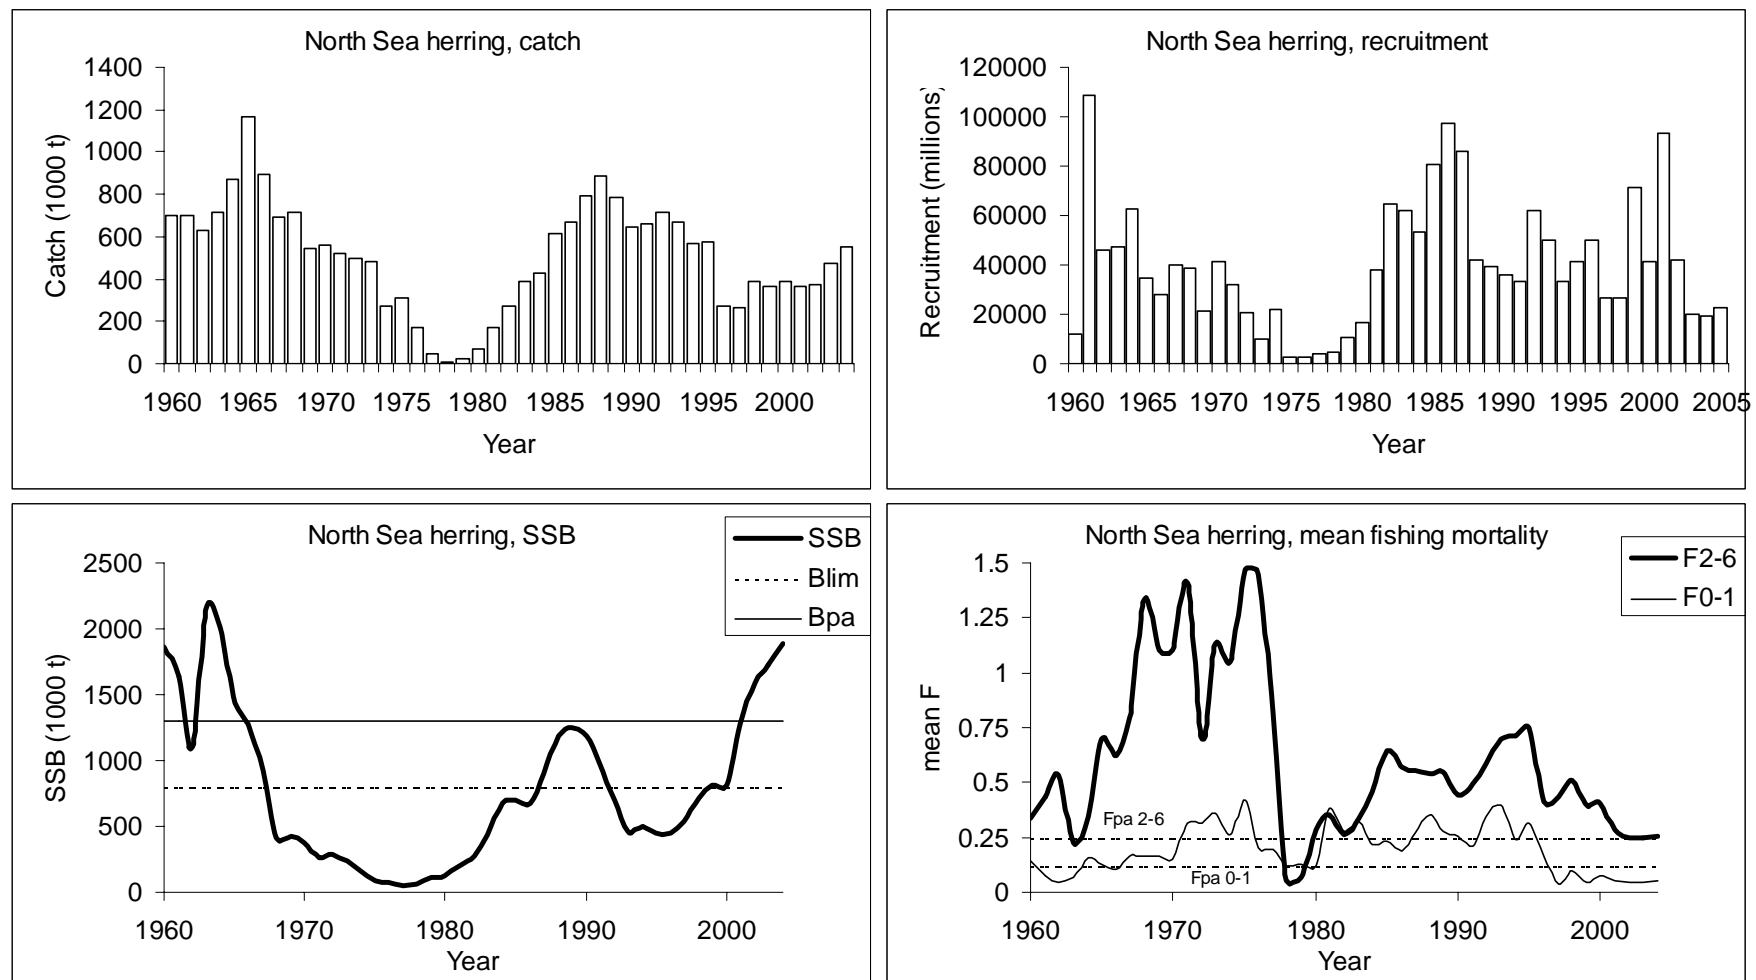 North Sea herring, catch
1400
1200
1000
800
600
400
200
0
Catch (1000 t)
1960 1965 1970 1975 1980 1985 1990 1995 2000
Year
North Sea herring, recruitment
120000
100000
80000
60000
40000
20000
0
Recruitment (millions)
1960 1965 1970 1975 1980 1985 1990 1995 2000 2005
Year
North Sea herring, SSB
SSB
Blim
Bpa
2500
2000
1500
1000
500
0
SSB (1000 t)
1960 1970 1980 1990 2000
Year
North Sea herring, mean fishing mortality
F2-6
F0-1
1.5
1.25
1
0.75
0.5
0.25
0
mean F
Fpa 2-6
Fpa 0-1
1960 1970 1980 1990 2000
Year